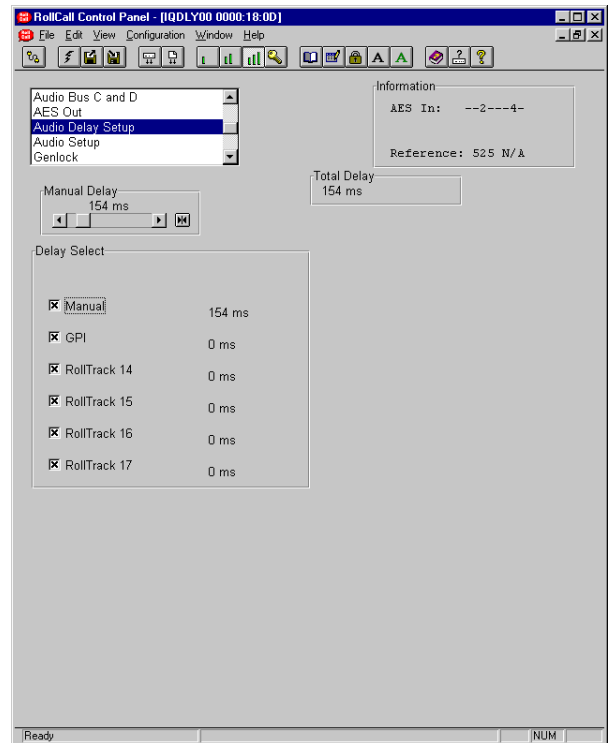 RollCall Control Panel - [IQDLY00 0000:18:0D]
File Edit View Configuration Window Help
A A
Audio Bus C and D
AES Out
Audio Delay Setup
Audio Setup
Genlock
Information
AES In: --2---4-
Reference: 525 N/A
Manual Delay
154 ms
Total Delay
154 ms
Delay Select
Manual 154 ms
GPI 0 ms
RollTrack 14 0 ms
RollTrack 15 0 ms
RollTrack 16 0 ms
RollTrack 17 0 ms
Ready NUM